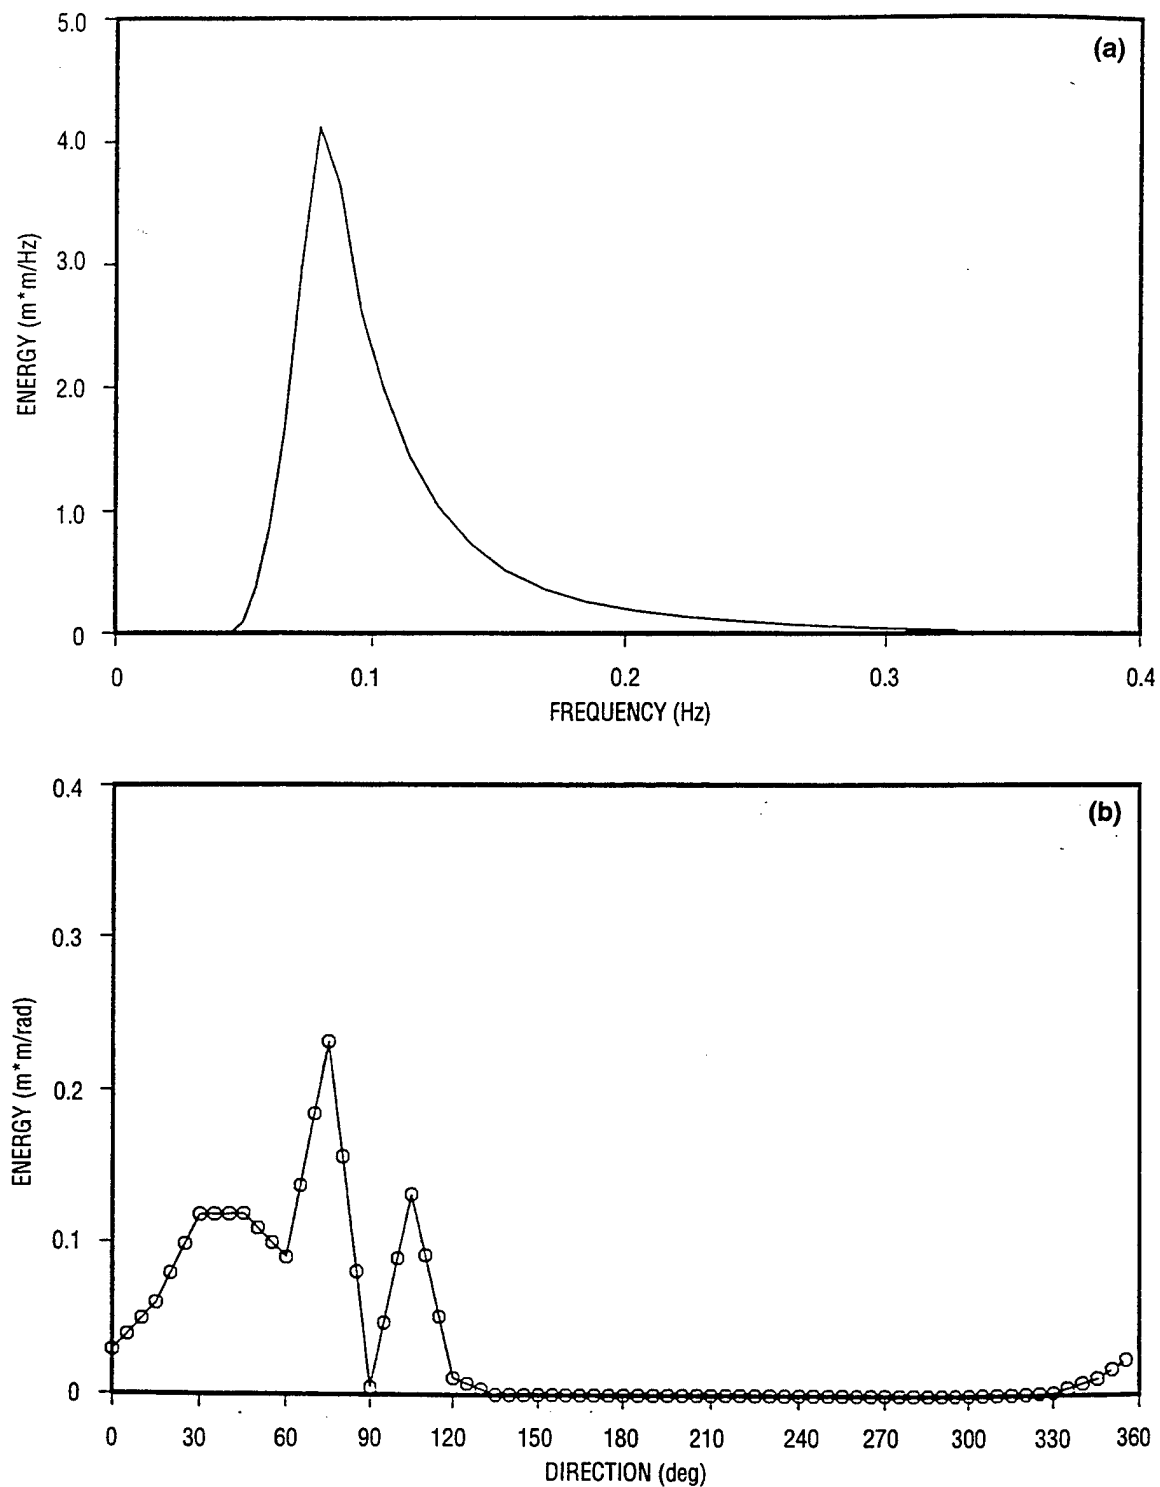 (a)
5.0
4.0
3.0
2.0
1.0
0
ENERGY (m*m/Hz)
0 0.1 0.2 0.3 0.4
FREQUENCY (Hz)
(b)
0.4
0.3
0.2
0.1
0
ENERGY (m*m/rad)
0 30 60 90 120 150 180 210 240 270 300 330 360
DIRECTION (deg)